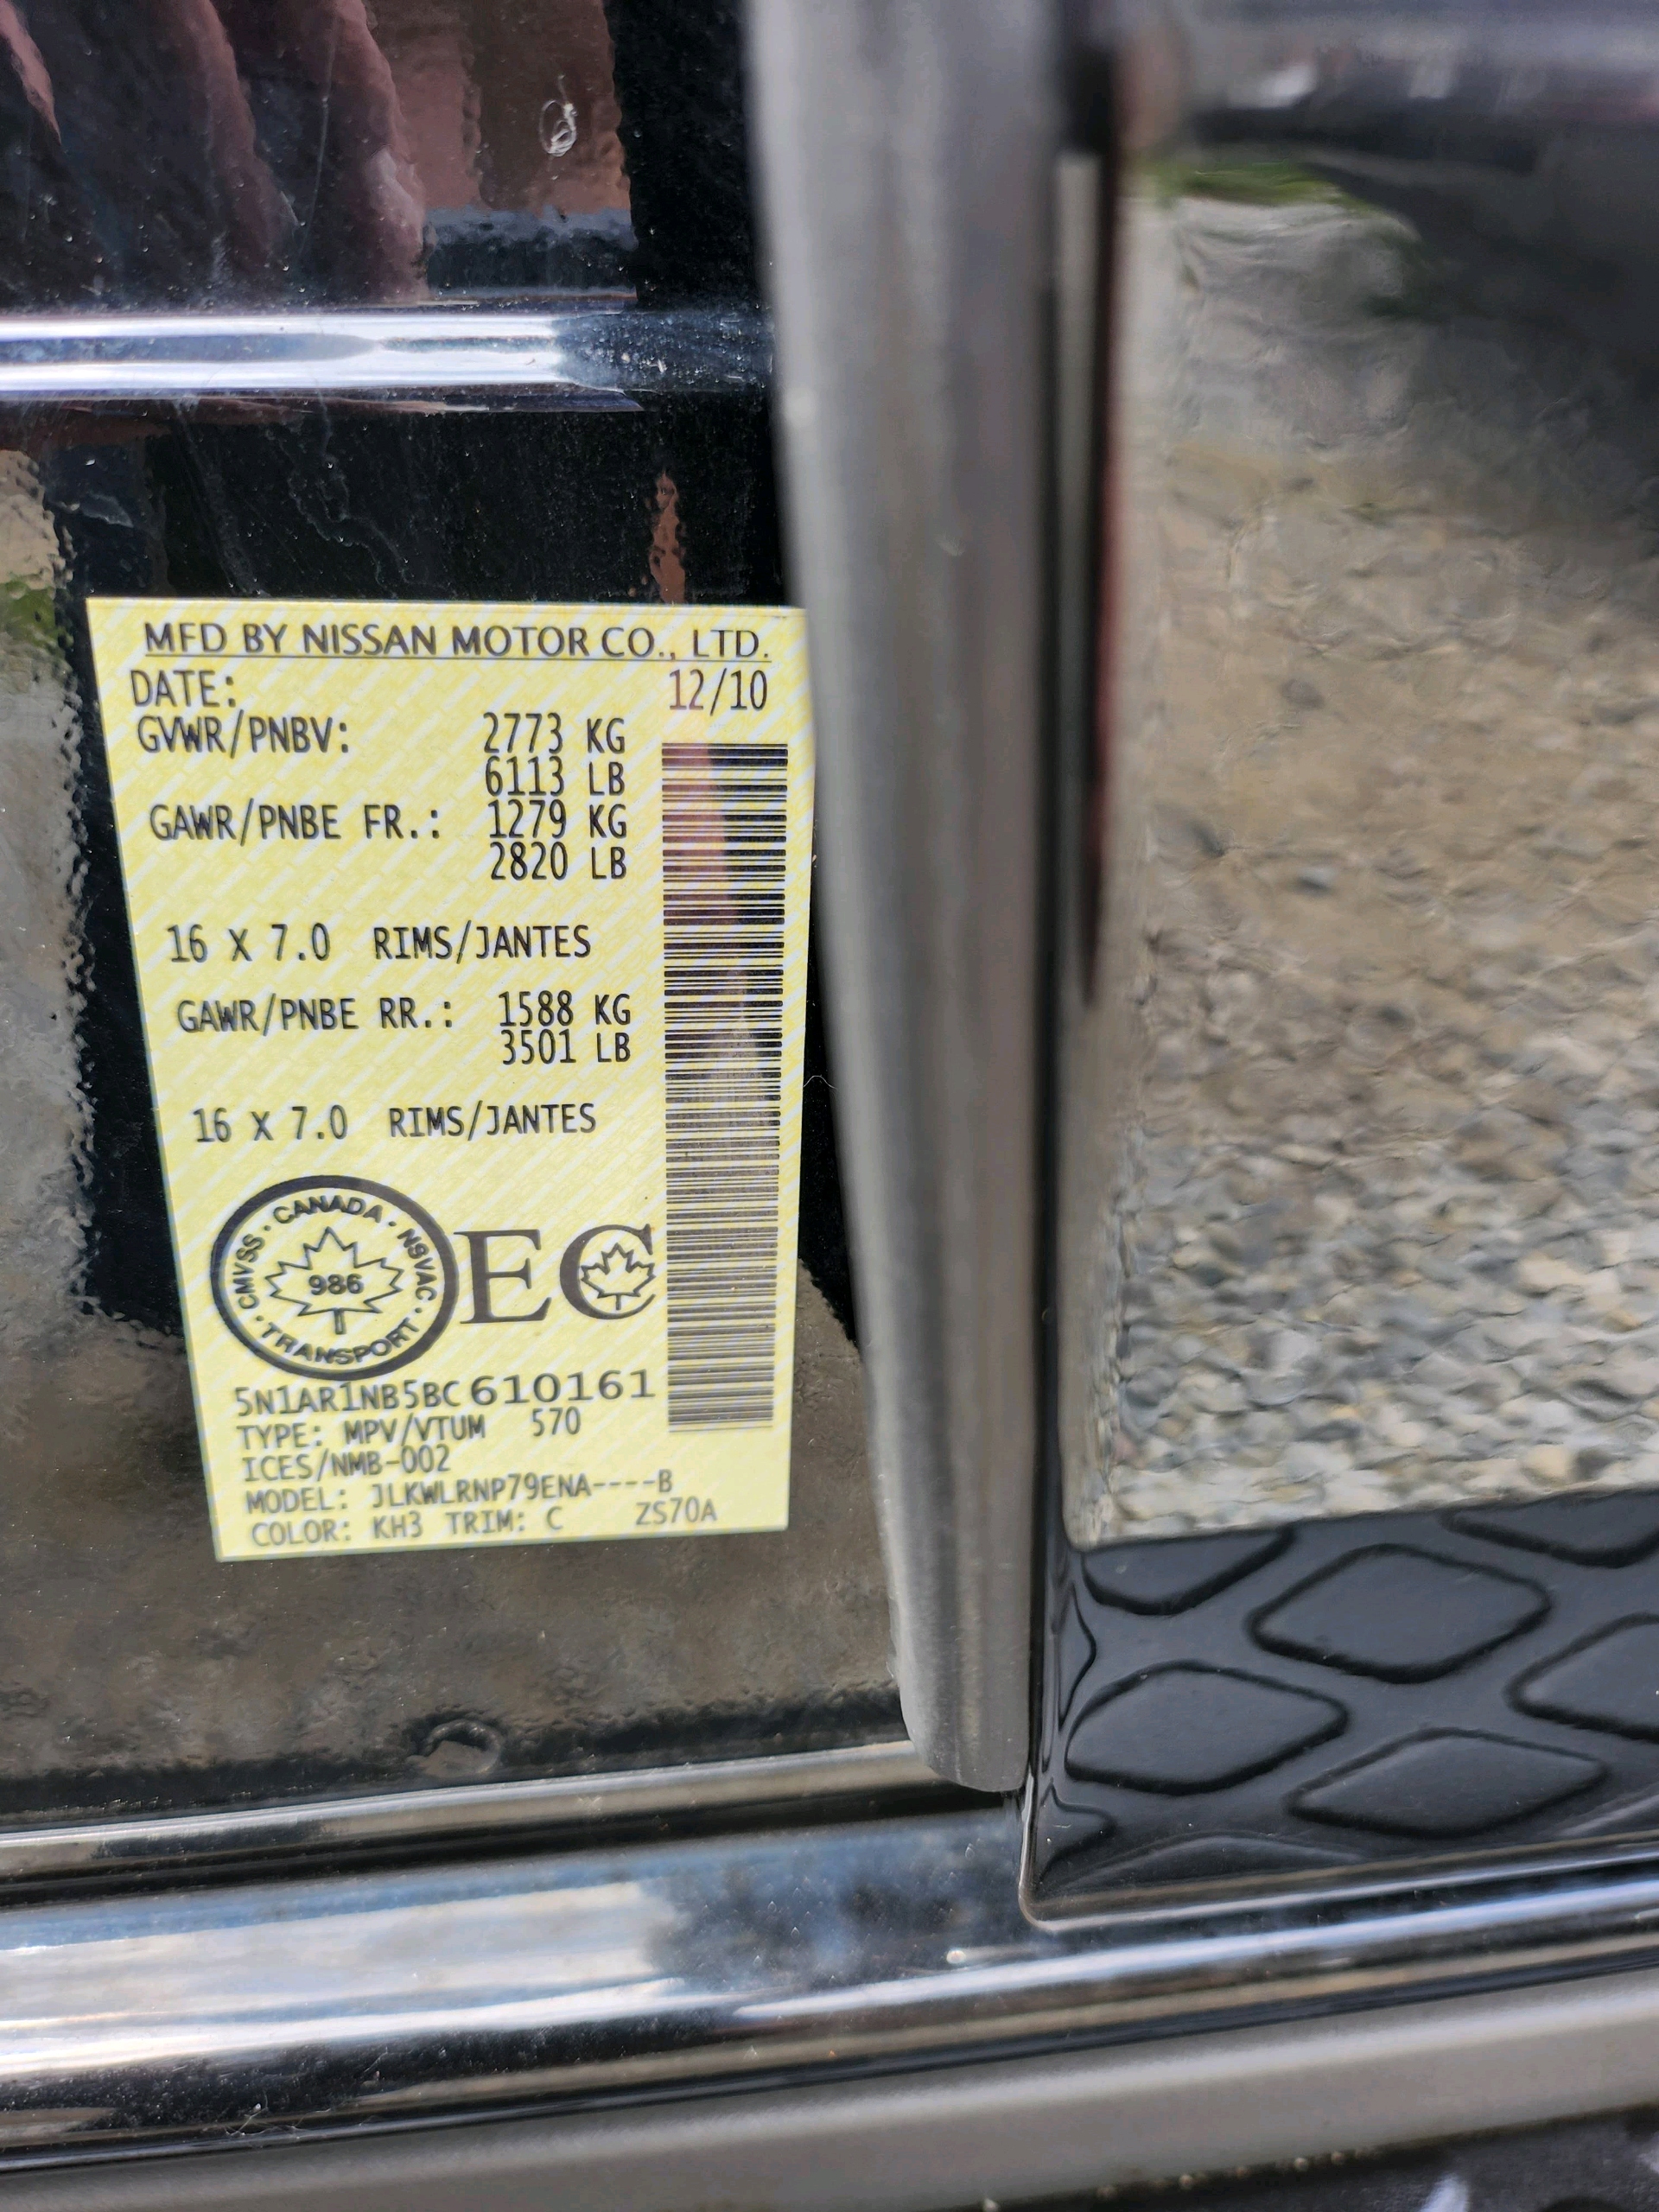 MFD BY NISSAN MOTOR CO., LTD.
DATE: 12/10
GVWR/PNBV: 2773 KG
6113 LB
GAWR/PNBE FR.: 1279 KG
2820 LB
16 X 7.0 RIMS/JANTES
GAWR/PNBE RR.: 1588 KG
3501 LB
16 X 7.0 RIMS/JANTES
CANADA · NSVAC · TRANSPORT · CMVSS ·
986
EC
5N1AR1NB5BC610161
TYPE: MPV/VTUM 570
ICES/NMB-002
MODEL: JLKWLRNP79ENA----B
COLOR: KH3 TRIM: C ZS70A